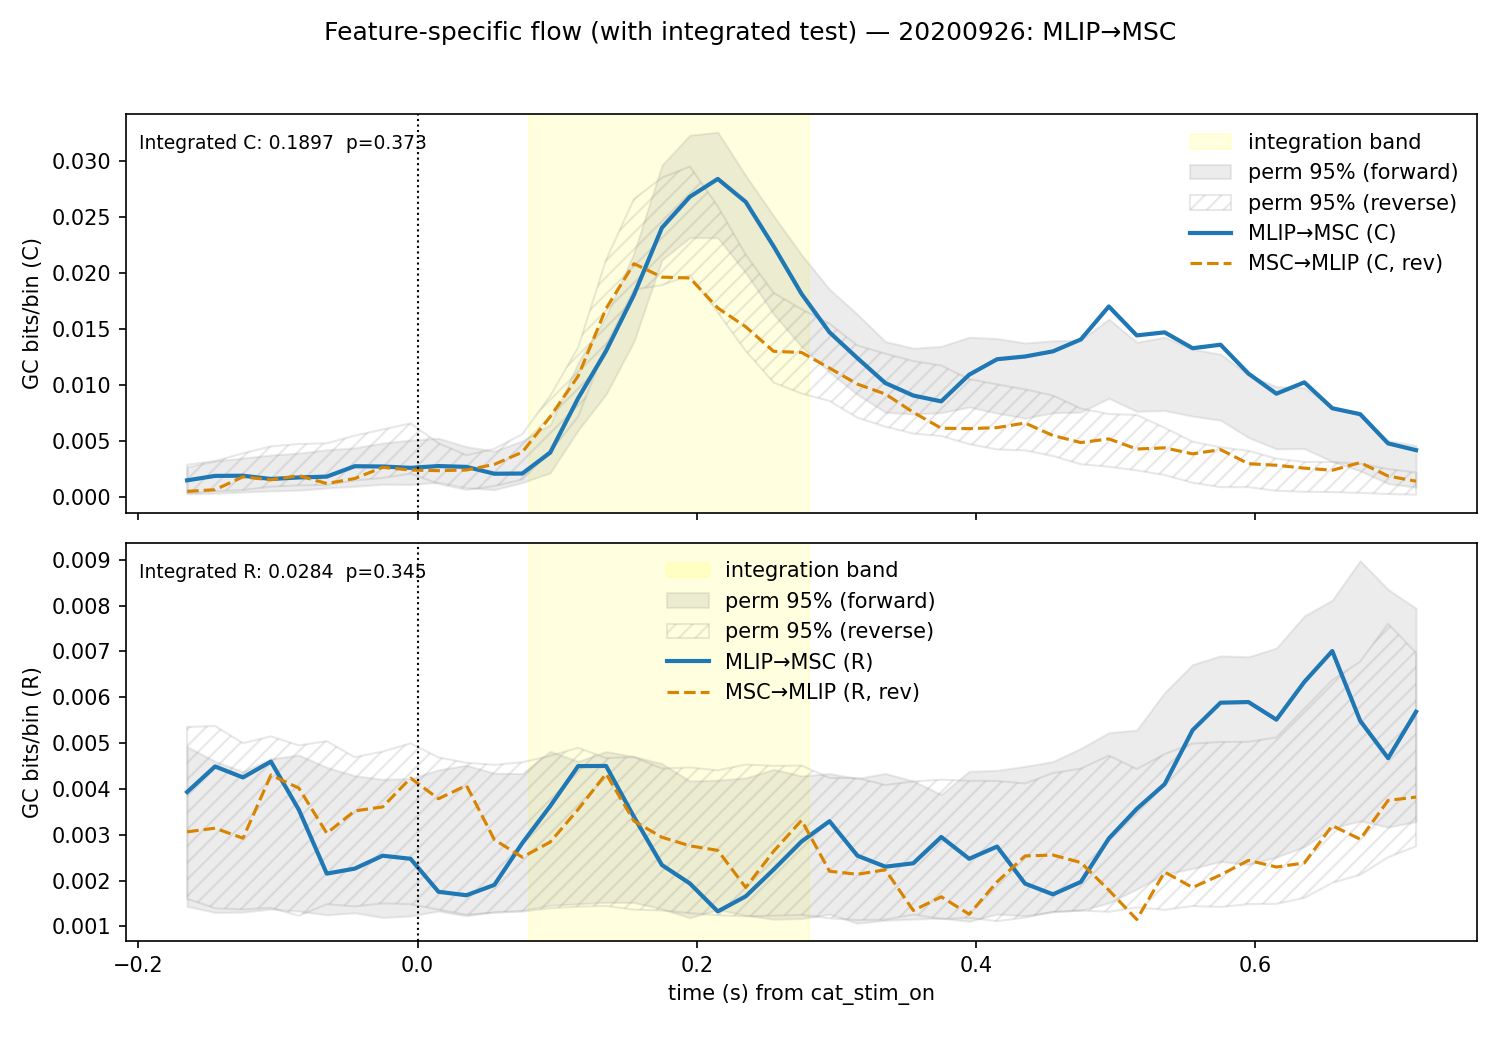 Feature-specific flow (with integrated test) — 20200926: MLIP→MSC
Integrated C: 0.1897  p=0.373
integration band
perm 95% (forward)
perm 95% (reverse)
MLIP→MSC (C)
MSC→MLIP (C, rev)
GC bits/bin (C)
0.030
0.025
0.020
0.015
0.010
0.005
0.000
Integrated R: 0.0284  p=0.345
integration band
perm 95% (forward)
perm 95% (reverse)
MLIP→MSC (R)
MSC→MLIP (R, rev)
GC bits/bin (R)
0.009
0.008
0.007
0.006
0.005
0.004
0.003
0.002
0.001
−0.2 0.0 0.2 0.4 0.6
time (s) from cat_stim_on